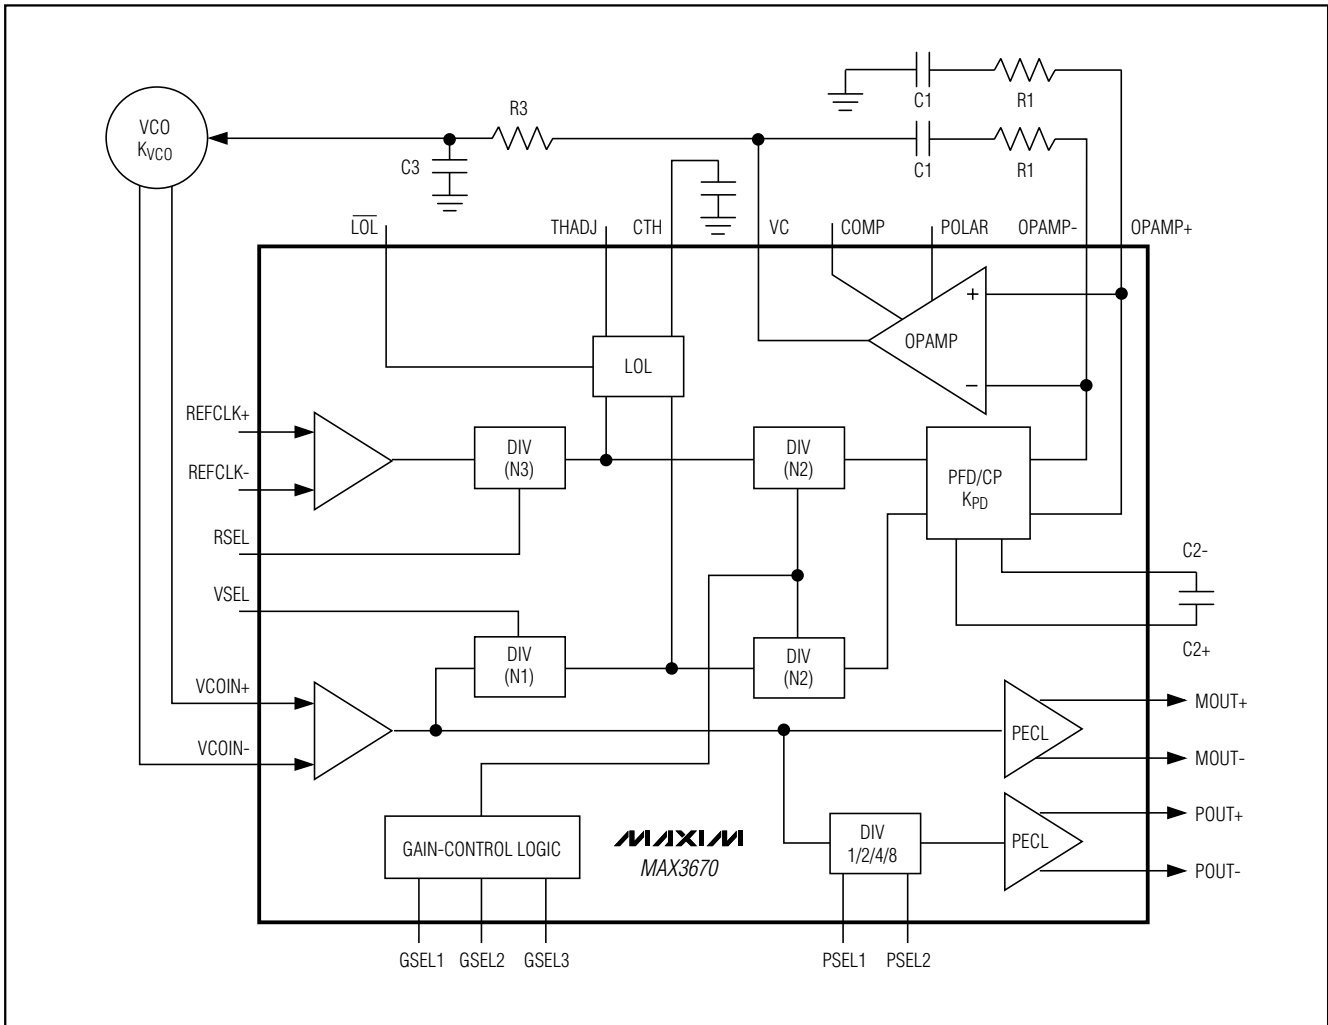 C1
R1
R3
VCO
KVCO
C3
C1
R1
LOL
THADJ
CTH
VC
COMP
POLAR
OPAMP-
OPAMP+
+
OPAMP
−
LOL
REFCLK+
REFCLK-
DIV
(N3)
DIV
(N2)
PFD/CP
KPD
RSEL
C2-
VSEL
C2+
DIV
(N1)
DIV
(N2)
VCOIN+
VCOIN-
PECL
MOUT+
MOUT-
GAIN-CONTROL LOGIC
MAXIM
MAX3670
DIV
1/2/4/8
PECL
POUT+
POUT-
GSEL1
GSEL2
GSEL3
PSEL1
PSEL2